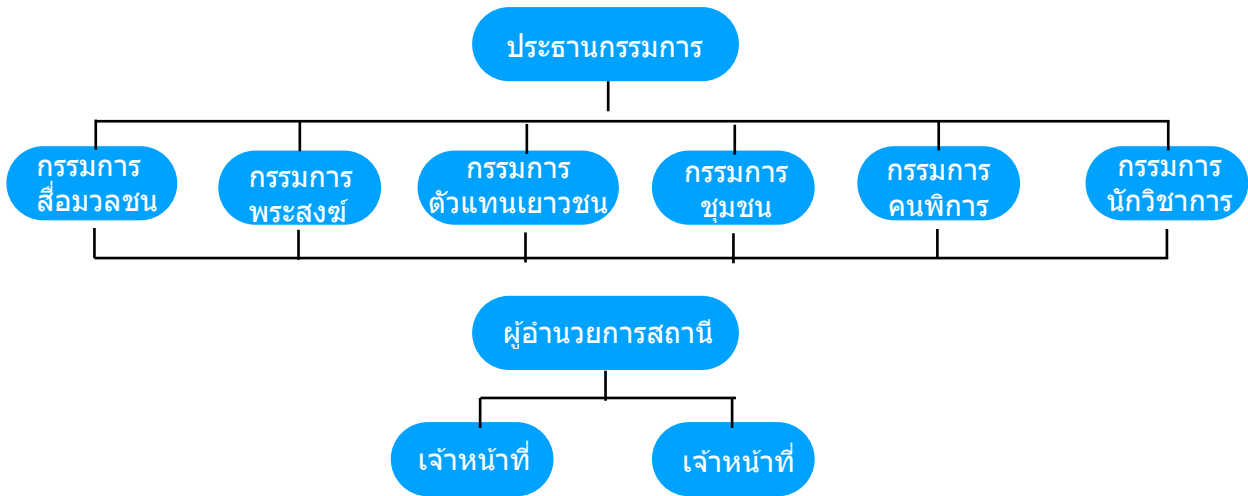 ประธานกรรมการ
กรรมการ
สื่อมวลชน
กรรมการ
พระสงฆ์
กรรมการ
ตัวแทนเยาวชน
กรรมการ
ชุมชน
กรรมการ
คนพิการ
กรรมการ
นักวิชาการ
ผู้อำนวยการสถานี
เจ้าหน้าที่
เจ้าหน้าที่